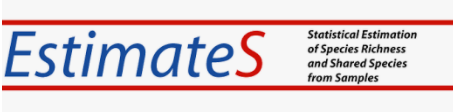 EstimateS
Statistical Estimation
of Species Richness
and Shared Species
from Samples